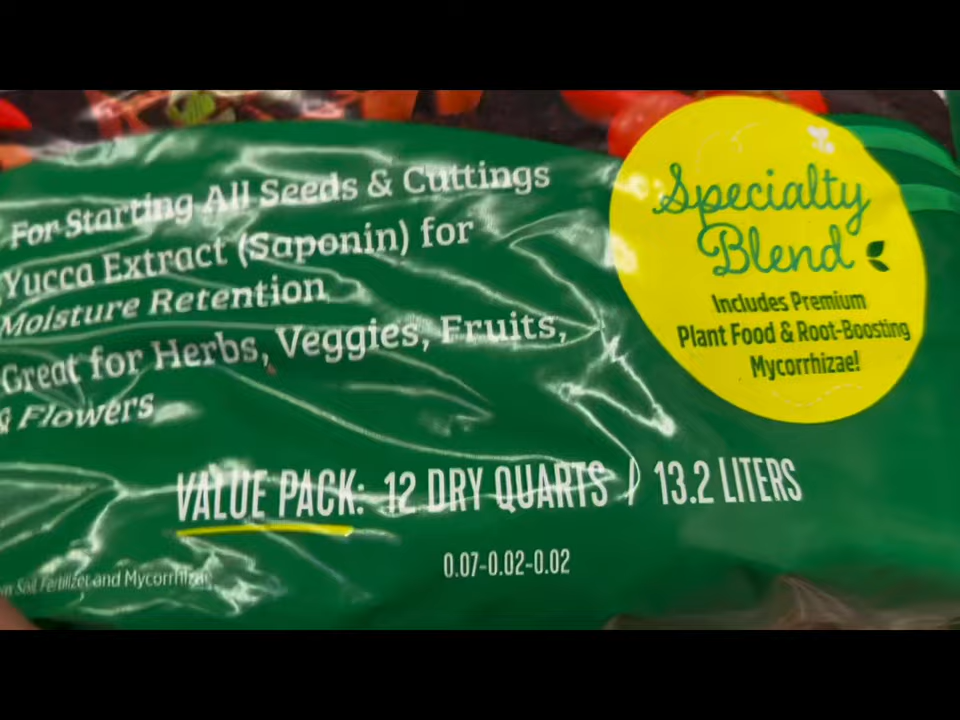 For Starting All Seeds & Cuttings
Yucca Extract (Saponin) for
Moisture Retention
Great for Herbs, Veggies, Fruits,
& Flowers
Specialty
Blend
Includes Premium
Plant Food & Root-Boosting
Mycorrhizae!
VALUE PACK: 12 DRY QUARTS / 13.2 LITERS
0.07-0.02-0.02
Soil, Fertilizer and Mycorrhizae